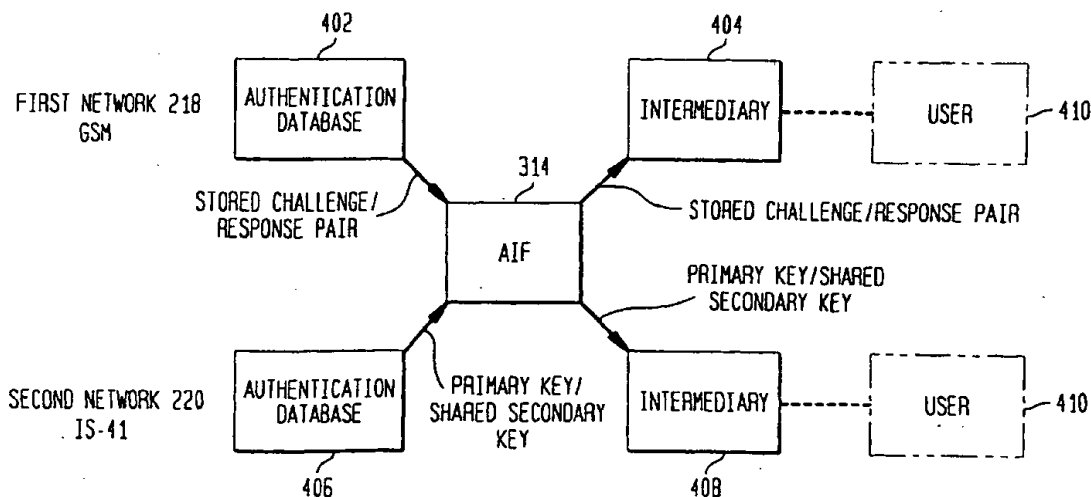 402
404
FIRST NETWORK 218
GSM
AUTHENTICATION
DATABASE
INTERMEDIARY
USER
410
314
STORED CHALLENGE/
RESPONSE PAIR
STORED CHALLENGE/RESPONSE PAIR
AIF
PRIMARY KEY/SHARED
SECONDARY KEY
SECOND NETWORK 220
IS-41
AUTHENTICATION
DATABASE
PRIMARY KEY/
SHARED SECONDARY
KEY
INTERMEDIARY
USER
410
406
408